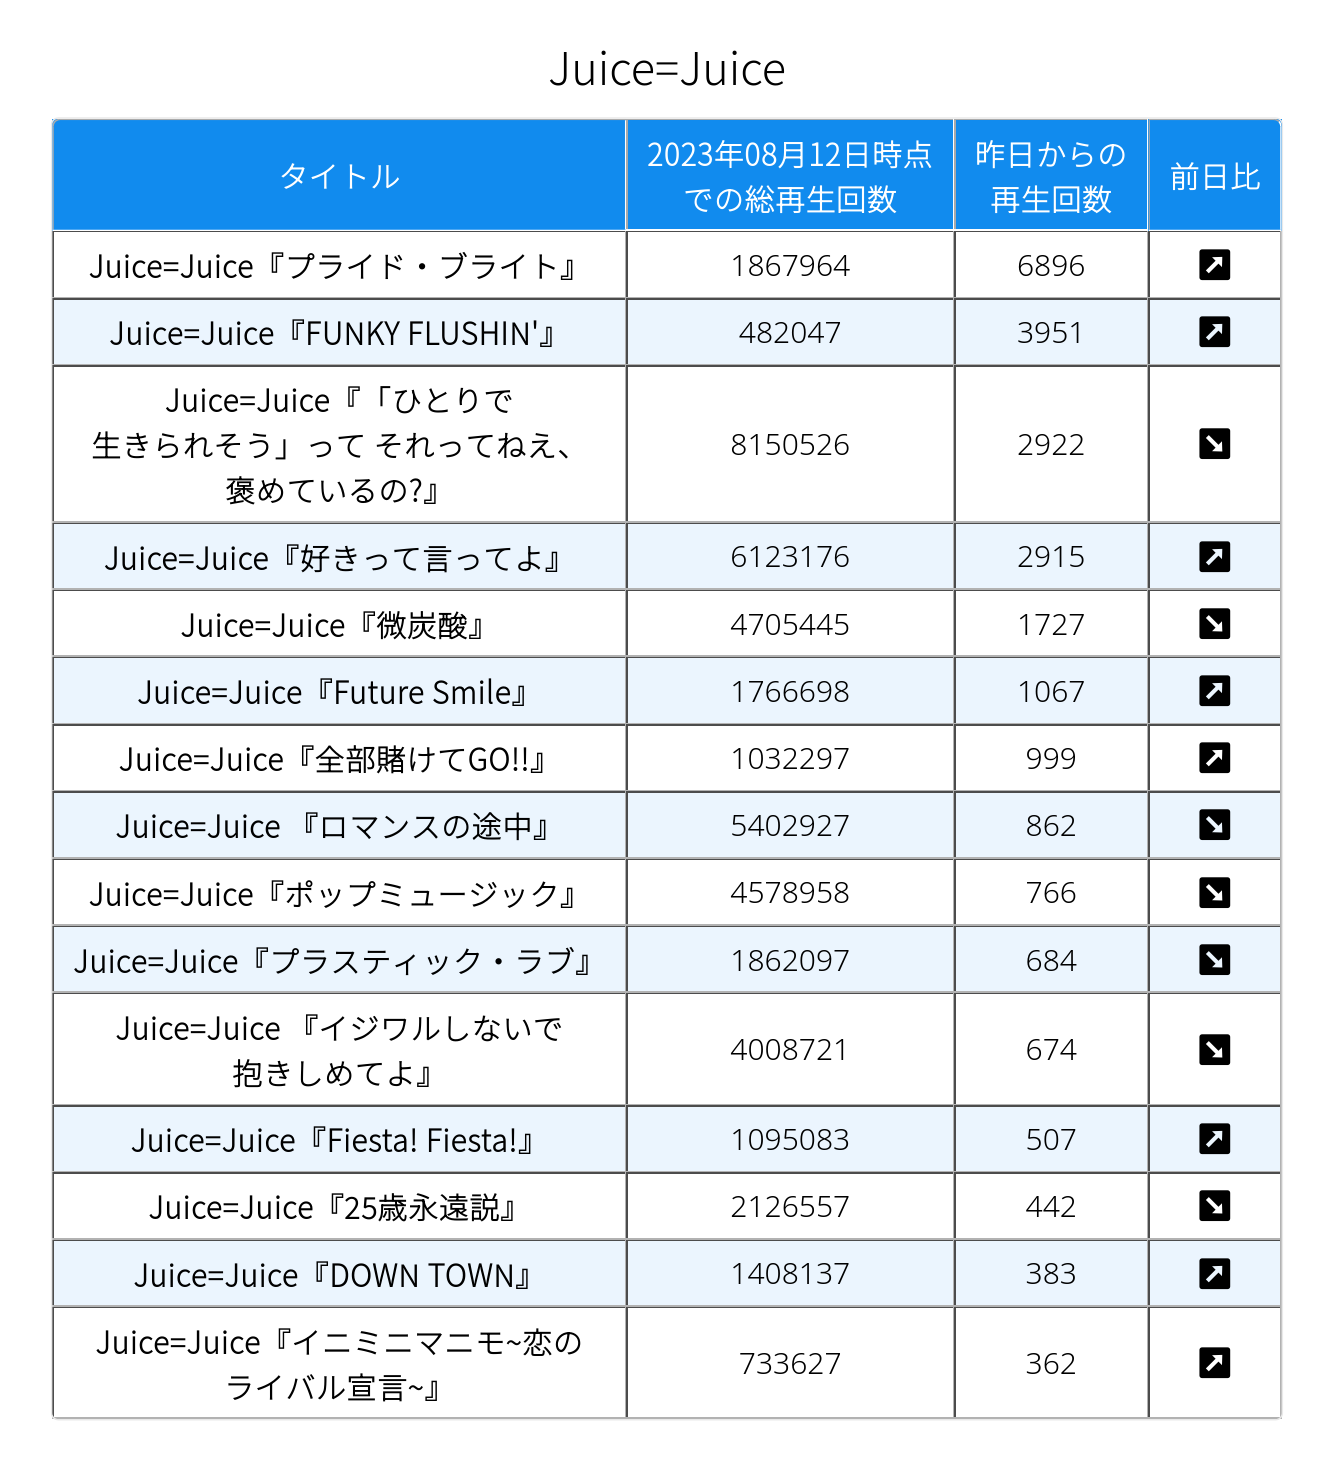 Juice=Juice
タイトル
2023年08月12日時点
での総再生回数
昨日からの
再生回数
前日比
Juice=Juice『プライド・ブライト』 1867964 6896 ↗
Juice=Juice『FUNKY FLUSHIN'』 482047 3951 ↗
Juice=Juice『「ひとりで
生きられそう」って それってねえ、
褒めているの?』 8150526 2922 ↘
Juice=Juice『好きって言ってよ』 6123176 2915 ↗
Juice=Juice『微炭酸』 4705445 1727 ↘
Juice=Juice『Future Smile』 1766698 1067 ↗
Juice=Juice『全部賭けてGO!!』 1032297 999 ↗
Juice=Juice 『ロマンスの途中』 5402927 862 ↘
Juice=Juice『ポップミュージック』 4578958 766 ↘
Juice=Juice『プラスティック・ラブ』 1862097 684 ↘
Juice=Juice 『イジワルしないで
抱きしめてよ』 4008721 674 ↘
Juice=Juice『Fiesta! Fiesta!』 1095083 507 ↗
Juice=Juice『25歳永遠説』 2126557 442 ↘
Juice=Juice『DOWN TOWN』 1408137 383 ↗
Juice=Juice『イニミニマニモ~恋の
ライバル宣言~』 733627 362 ↗